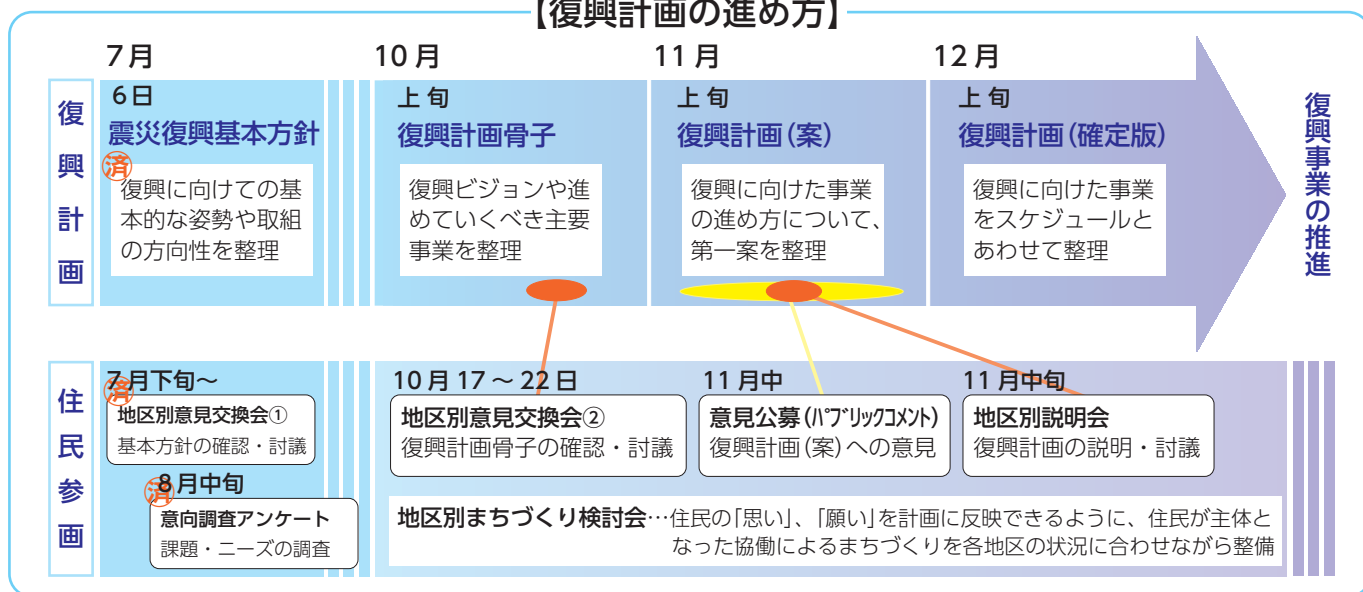 【復興計画の進め方】
7月
10月
11月
12月
復興計画
6日
震災復興基本方針
済
復興に向けての基
本的な姿勢や取組
の方向性を整理
上旬
復興計画骨子
復興ビジョンや進
めていくべき主要
事業を整理
上旬
復興計画(案)
復興に向けた事業
の進め方について、
第一案を整理
上旬
復興計画(確定版)
復興に向けた事業
をスケジュールと
あわせて整理
復興事業の推進
住民参画
済
7月下旬~
地区別意見交換会①
基本方針の確認・討議
済
8月中旬
意向調査アンケート
課題・ニーズの調査
10月17~22日
地区別意見交換会②
復興計画骨子の確認・討議
11月中
意見公募(ﾊﾟﾌﾞﾘｯｸｺﾒﾝﾄ)
復興計画(案)への意見
11月中旬
地区別説明会
復興計画の説明・討議
地区別まちづくり検討会…住民の「思い」、「願い」を計画に反映できるように、住民が主体と
なった協働によるまちづくりを各地区の状況に合わせながら整備